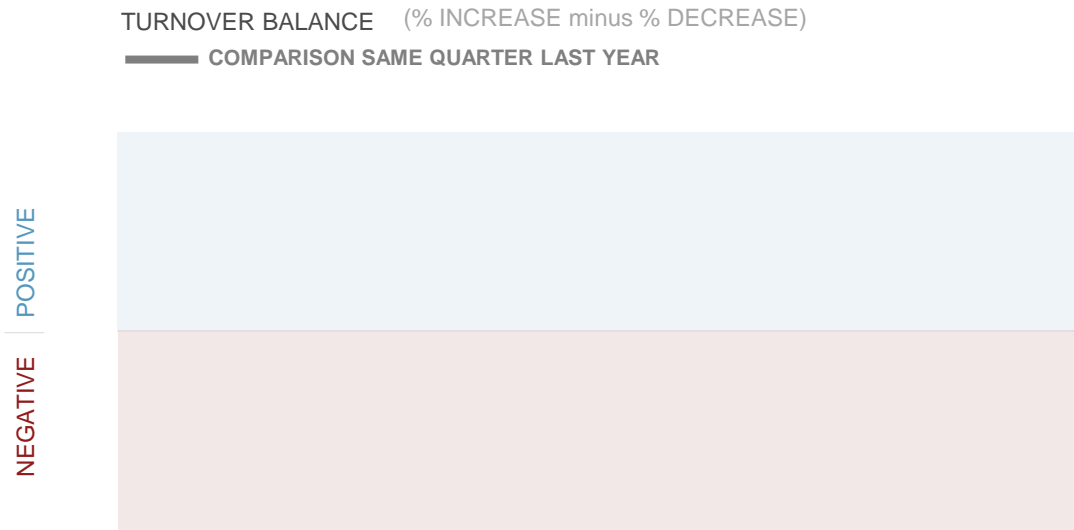 TURNOVER BALANCE (% INCREASE minus % DECREASE)
COMPARISON SAME QUARTER LAST YEAR
POSITIVE
NEGATIVE